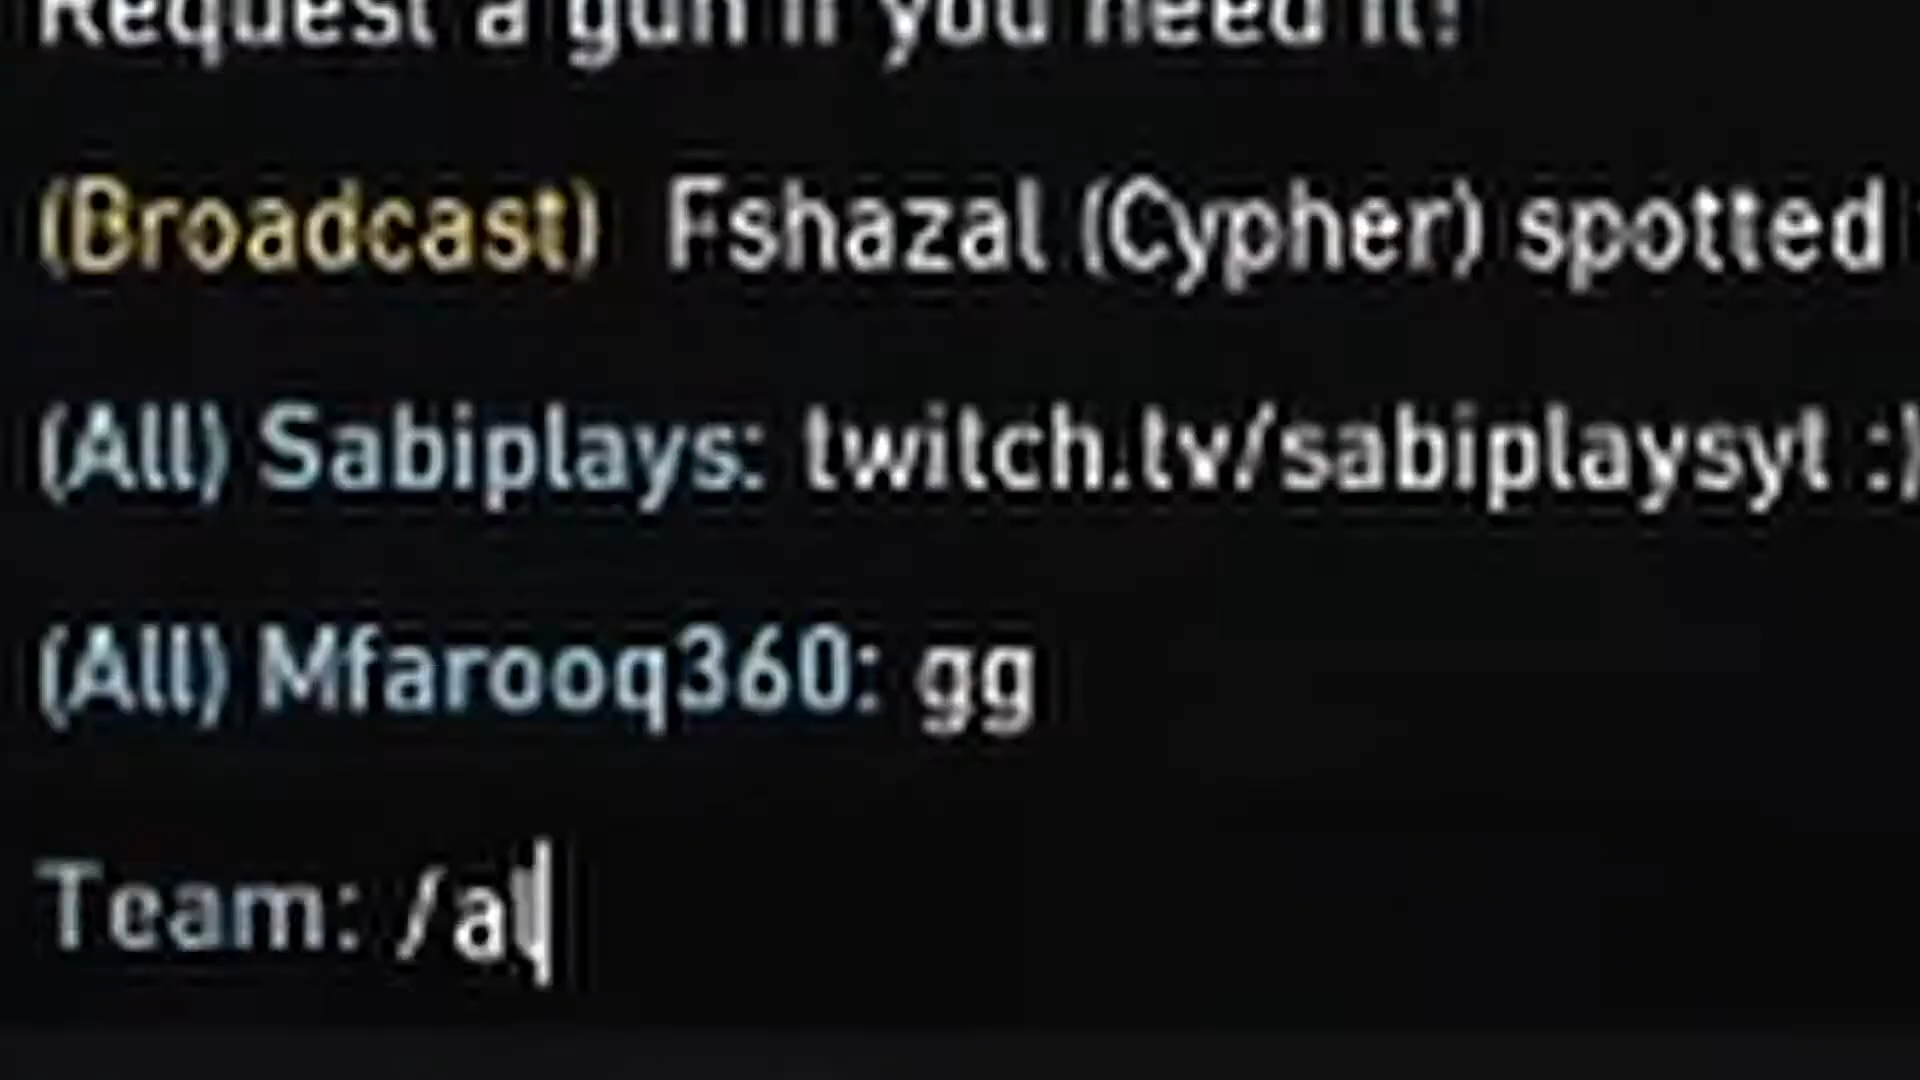 Request a gun if you need it!
(Broadcast) Fshazal (Cypher) spotted
(All) Sabiplays: twitch.tv/sabiplaysyt :)
(All) Mfarooq360: gg
Team: /al